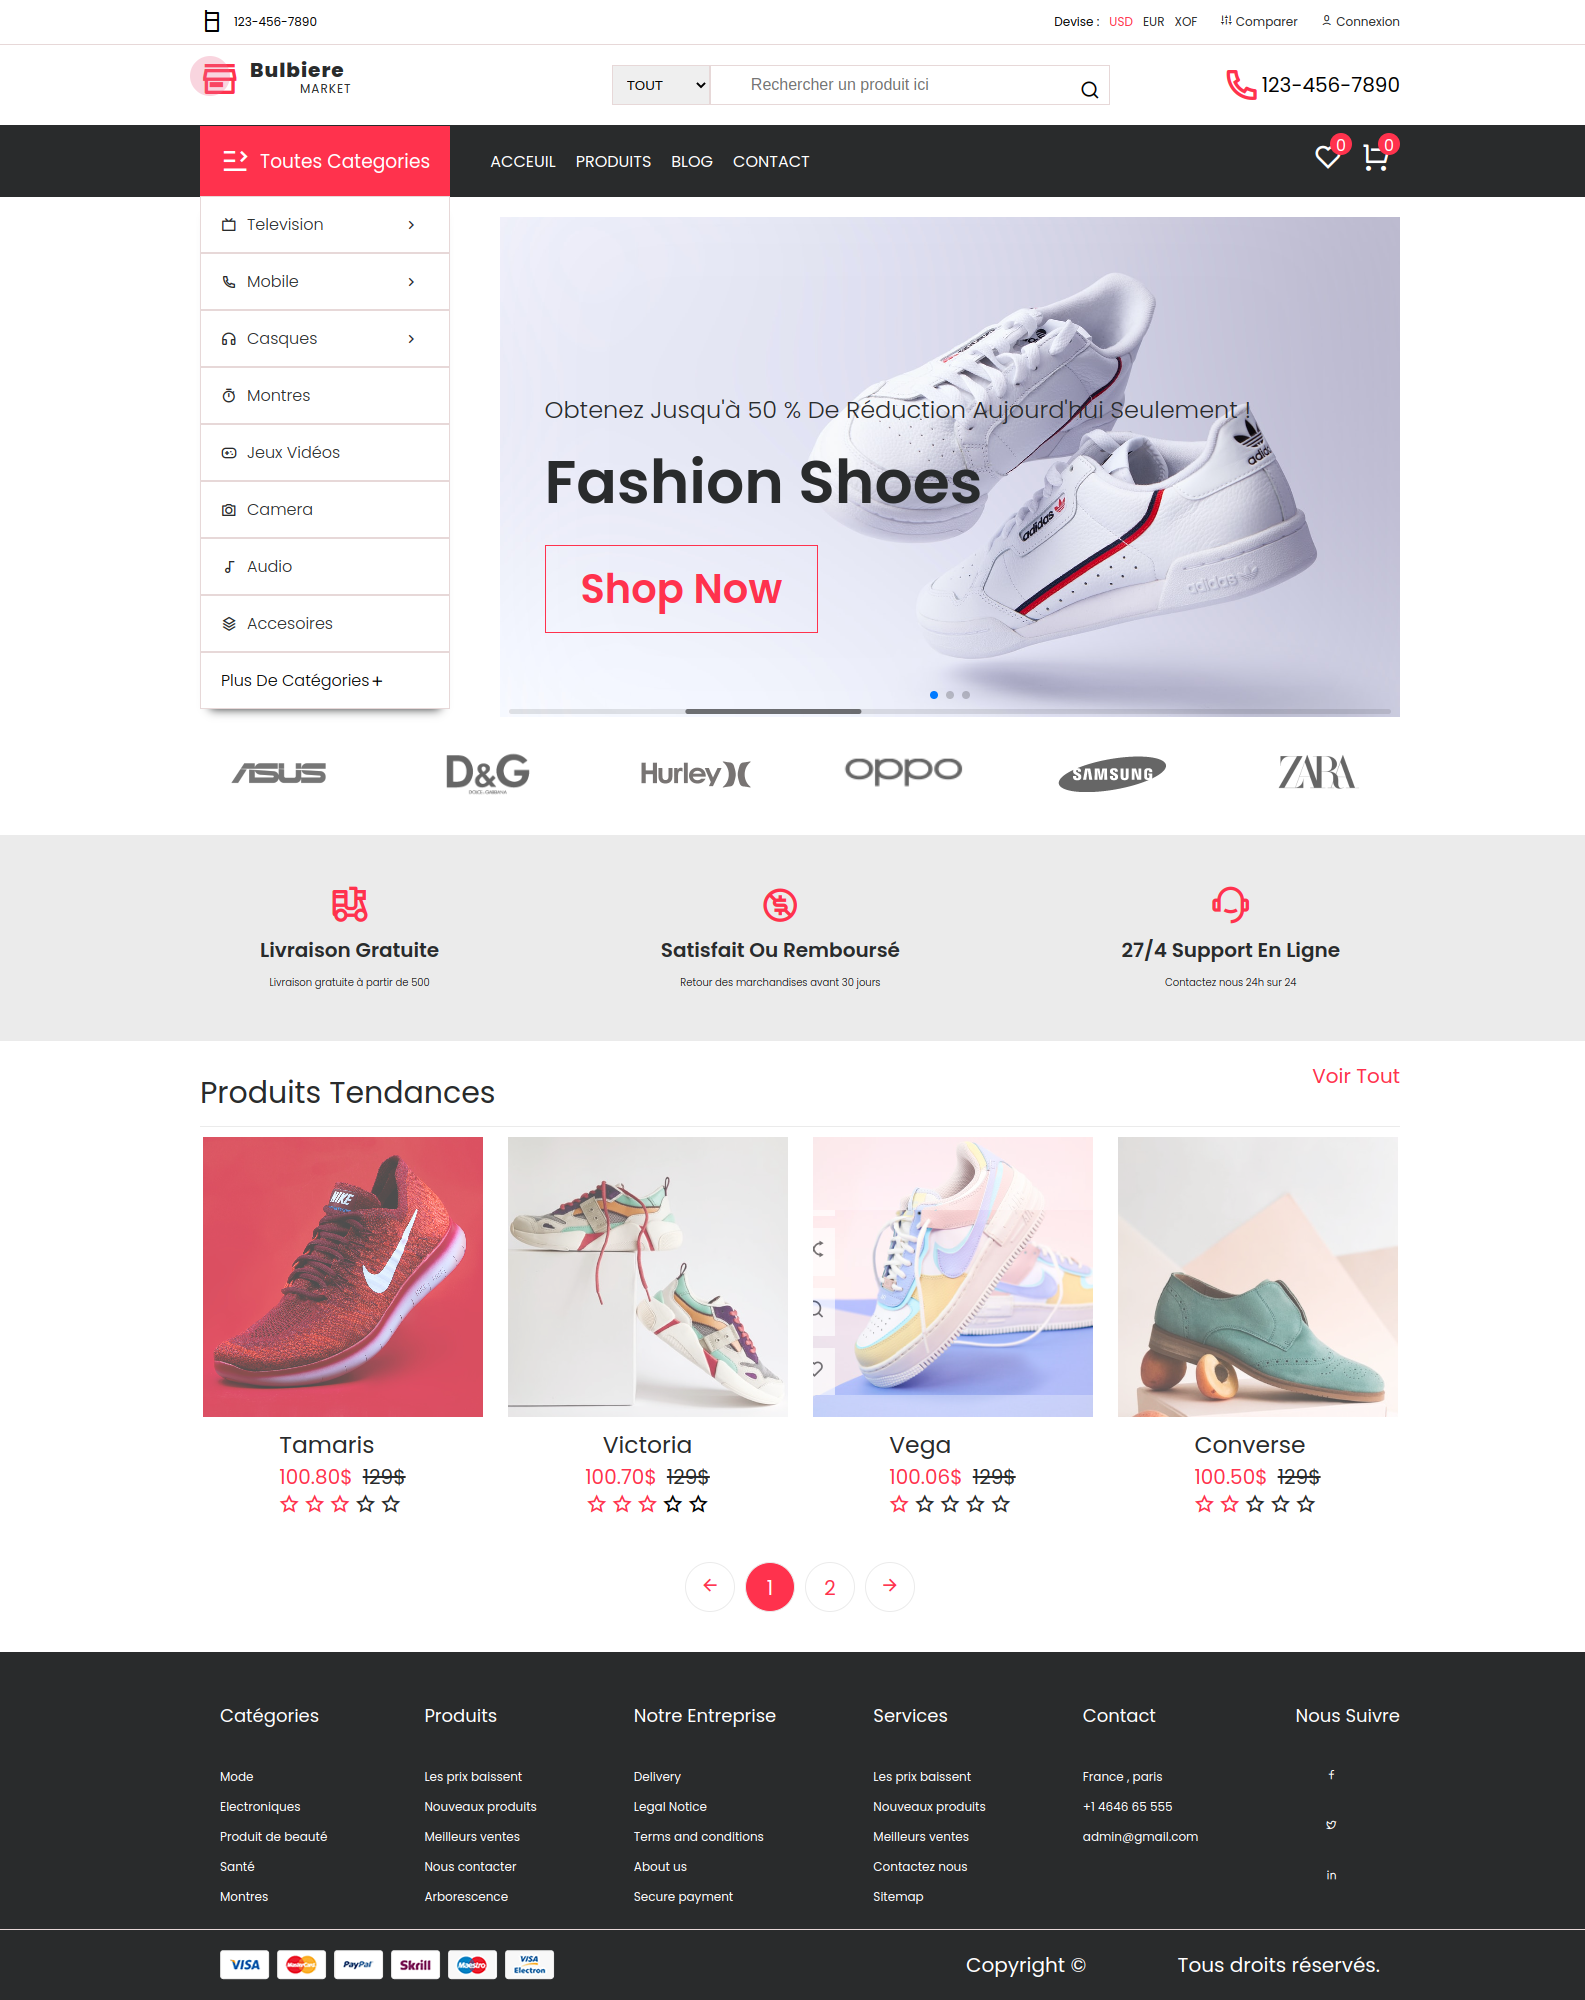 123-456-7890
Devise : USD EUR XOF Comparer Connexion
Bulbiere
MARKET
TOUT
Rechercher un produit ici
123-456-7890
Toutes Categories
ACCEUIL PRODUITS BLOG CONTACT
0 0
Television
Mobile
Casques
Montres
Jeux Vidéos
Camera
Audio
Accesoires
Plus De Catégories+
Obtenez Jusqu'à 50 % De Réduction Aujourd'hui Seulement !
Fashion Shoes
Shop Now
adidas
adidas
adidas
ASUS
D&G
DOLCE & GABBANA
Hurley
oppo
SAMSUNG
ZARA
Livraison Gratuite
Livraison gratuite à partir de 500
Satisfait Ou Remboursé
Retour des marchandises avant 30 jours
27/4 Support En Ligne
Contactez nous 24h sur 24
Produits Tendances
Voir Tout
NIKE
Tamaris
100.80$ 129$
Victoria
100.70$ 129$
Vega
100.06$ 129$
Converse
100.50$ 129$
1 2
Catégories
Mode
Electroniques
Produit de beauté
Santé
Montres
Produits
Les prix baissent
Nouveaux produits
Meilleurs ventes
Nous contacter
Arborescence
Notre Entreprise
Delivery
Legal Notice
Terms and conditions
About us
Secure payment
Services
Les prix baissent
Nouveaux produits
Meilleurs ventes
Contactez nous
Sitemap
Contact
France , paris
+1 4646 65 555
admin@gmail.com
Nous Suivre
VISA
MasterCard
PayPal
Skrill
Maestro
VISA
Electron
Copyright © Tous droits réservés.